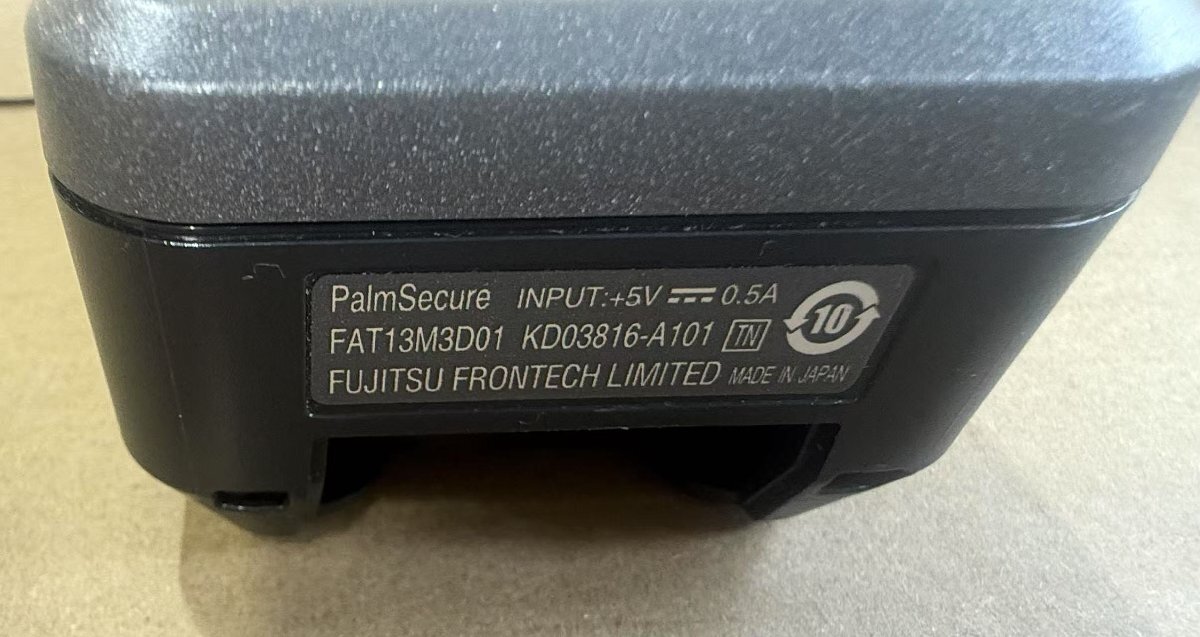 PalmSecure INPUT:+5V ⎓ 0.5A
FAT13M3D01 KD03816-A101 TN
10
FUJITSU FRONTECH LIMITED MADE IN JAPAN